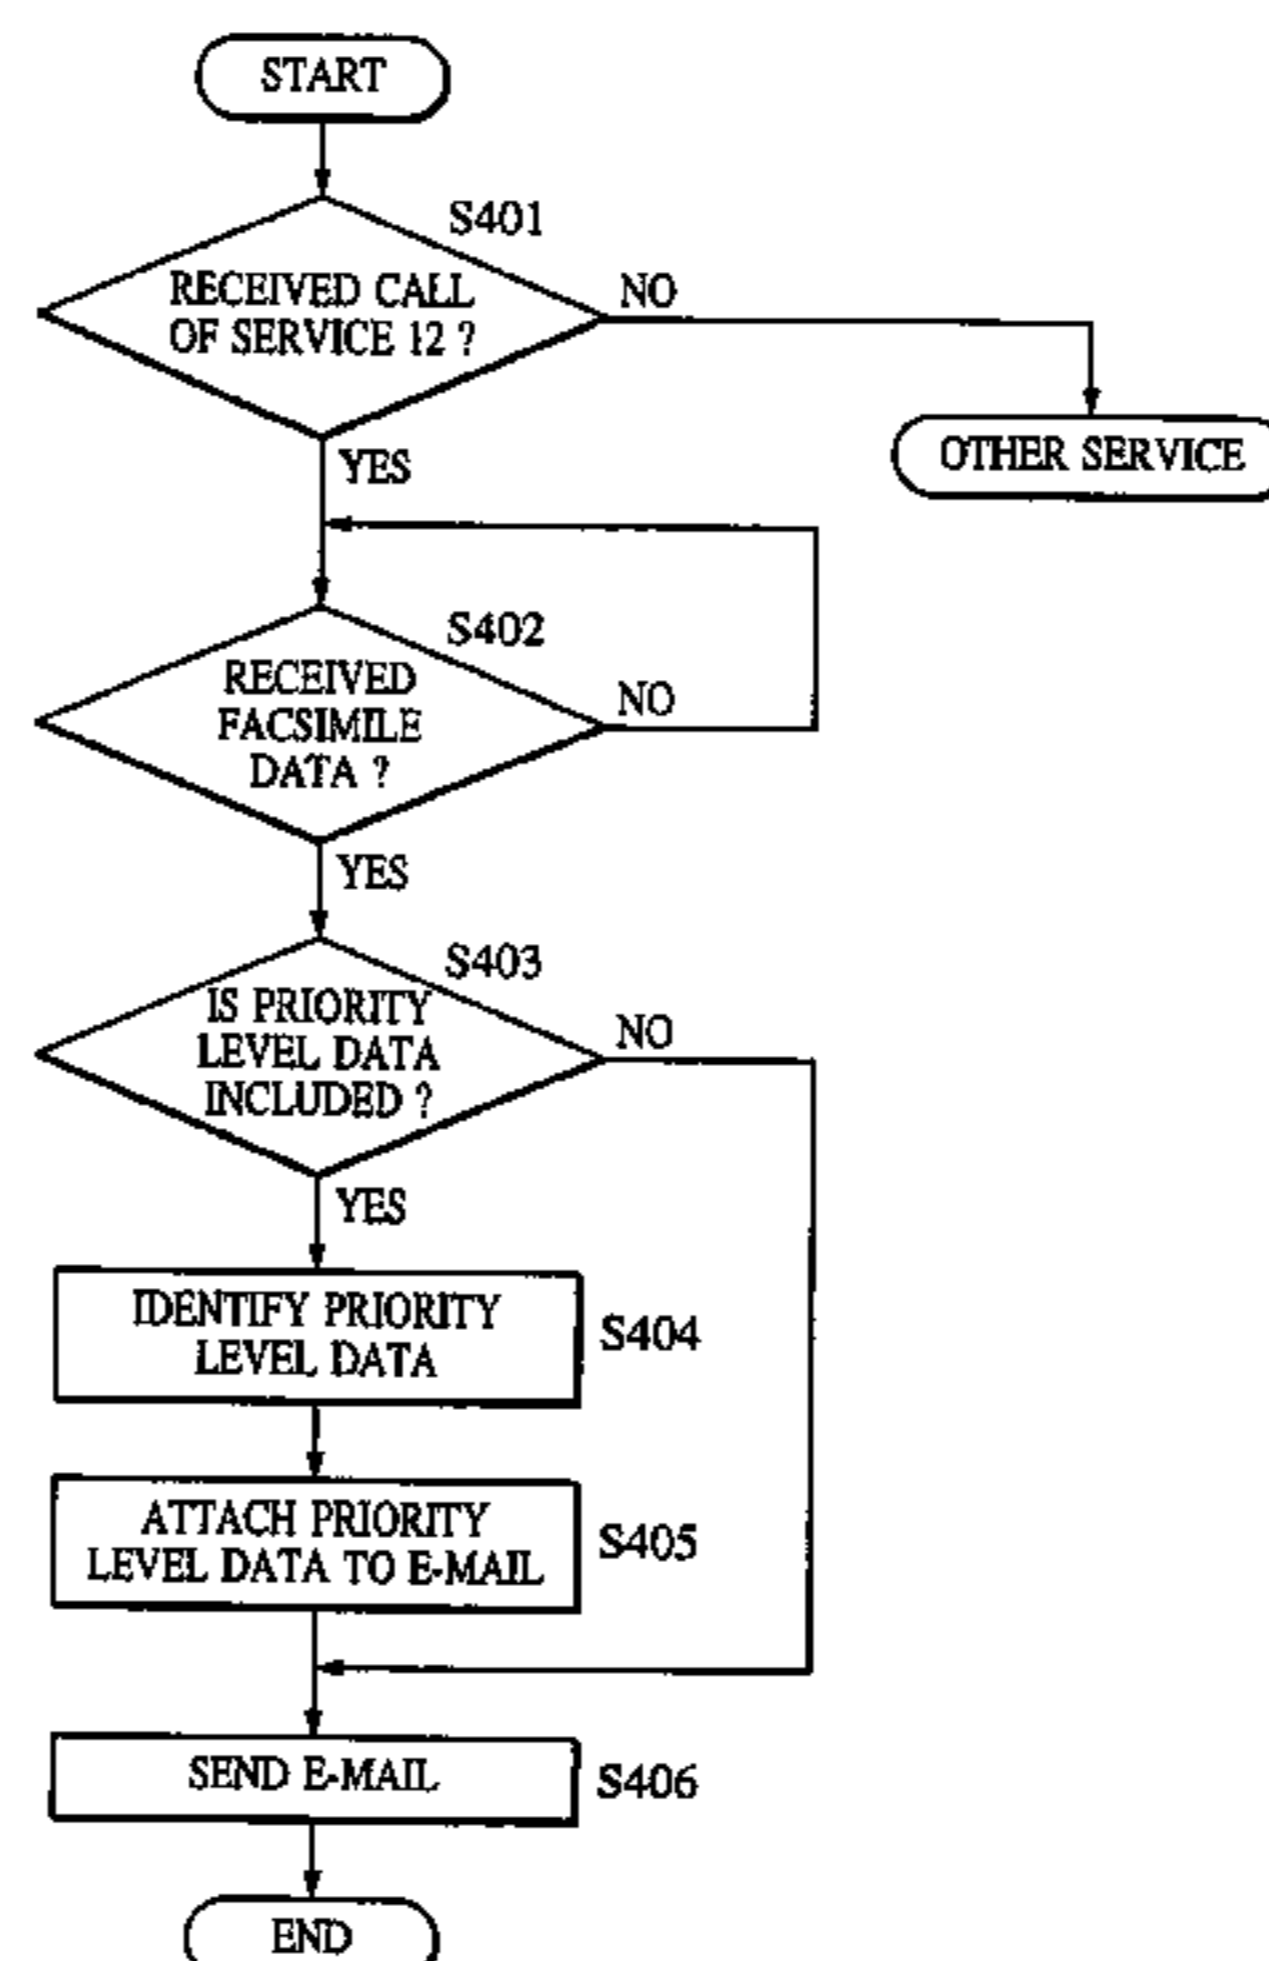 START
S401
RECEIVED CALL
OF SERVICE 12 ?
NO
YES
OTHER SERVICE
S402
RECEIVED
FACSIMILE
DATA ?
NO
YES
S403
IS PRIORITY
LEVEL DATA
INCLUDED ?
NO
YES
IDENTIFY PRIORITY
LEVEL DATA
S404
ATTACH PRIORITY
LEVEL DATA TO E-MAIL
S405
SEND E-MAIL
S406
END